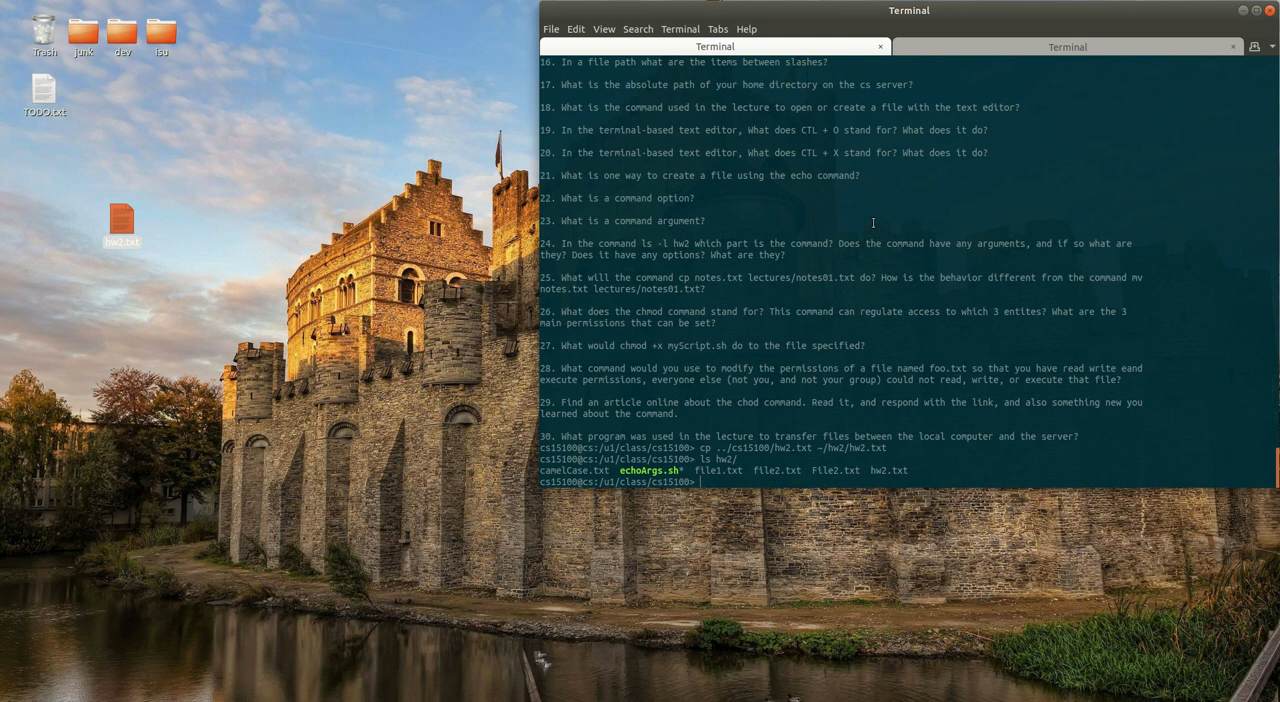 Terminal
File Edit View Search Terminal Tabs Help
Terminal × Terminal ×
16. In a file path what are the items between slashes?
17. What is the absolute path of your home directory on the cs server?
18. What is the command used in the lecture to open or create a file with the text editor?
19. In the terminal-based text editor, What does CTL + O stand for? What does it do?
20. In the terminal-based text editor, What does CTL + X stand for? What does it do?
21. What is one way to create a file using the echo command?
22. What is a command option?
23. What is a command argument?
24. In the command ls -l hw2 which part is the command? Does the command have any arguments, and if so what are
they? Does it have any options? What are they?
25. What will the command cp notes.txt lectures/notes01.txt do? How is the behavior different from the command mv
notes.txt lectures/notes01.txt?
26. What does the chmod command stand for? This command can regulate access to which 3 entites? What are the 3
main permissions that can be set?
27. What would chmod +x myScript.sh do to the file specified?
28. What command would you use to modify the permissions of a file named foo.txt so that you have read write eand
execute permissions, everyone else (not you, and not your group) could not read, write, or execute that file?
29. Find an article online about the chod command. Read it, and respond with the link, and also something new you
learned about the command.
30. What program was used in the lecture to transfer files between the local computer and the server?
cs15100@cs:/u1/class/cs15100> cp ../cs15100/hw2.txt ~/hw2/hw2.txt
cs15100@cs:/u1/class/cs15100> ls hw2/
camelCase.txt echoArgs.sh* file1.txt file2.txt File2.txt hw2.txt
cs15100@cs:/u1/class/cs15100>
Trash junk dev isu
TODO.txt
hw2.txt